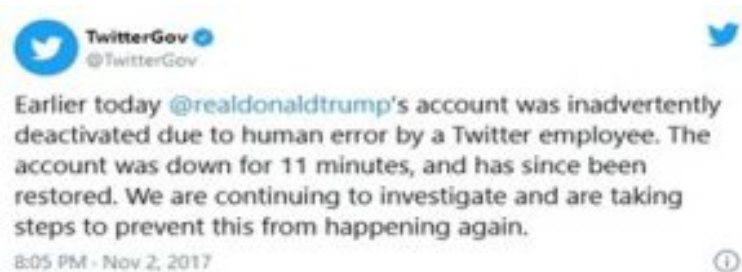 TwitterGov
@TwitterGov
Earlier today @realdonaldtrump's account was inadvertently
deactivated due to human error by a Twitter employee. The
account was down for 11 minutes, and has since been
restored. We are continuing to investigate and are taking
steps to prevent this from happening again.
8:05 PM - Nov 2, 2017